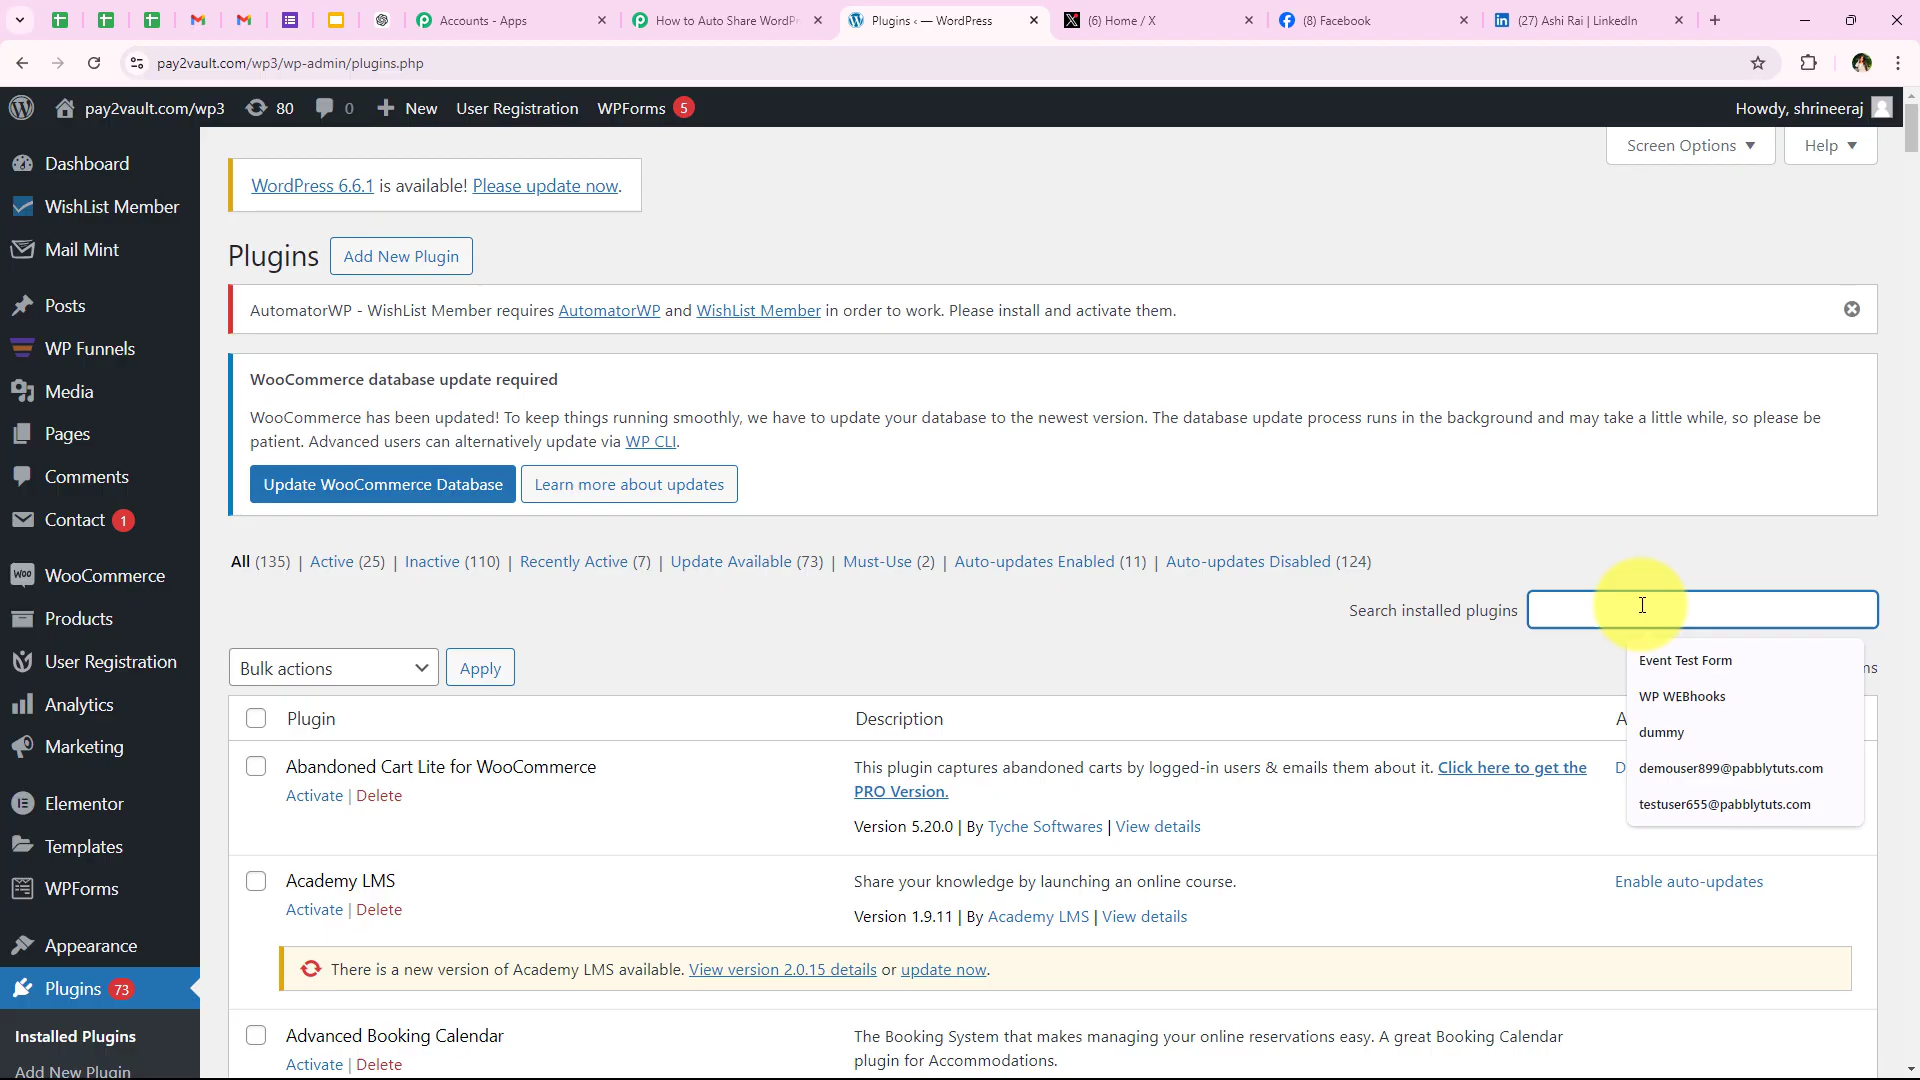 Accounts - Apps
How to Auto Share WordPr
Plugins ‹ — WordPress
(6) Home / X
(8) Facebook
(27) Ashi Rai | LinkedIn
pay2vault.com/wp3/wp-admin/plugins.php
pay2vault.com/wp3
80
0
New
User Registration
WPForms 5
Howdy, shrineeraj
Screen Options
Help
Dashboard
WishList Member
Mail Mint
Posts
WP Funnels
Media
Pages
Comments
Contact 1
WooCommerce
Products
User Registration
Analytics
Marketing
Elementor
Templates
WPForms
Appearance
Plugins 73
Installed Plugins
Add New Plugin
WordPress 6.6.1 is available! Please update now.
Plugins
Add New Plugin
AutomatorWP - WishList Member requires AutomatorWP and WishList Member in order to work. Please install and activate them.
WooCommerce database update required
WooCommerce has been updated! To keep things running smoothly, we have to update your database to the newest version. The database update process runs in the background and may take a little while, so please be
patient. Advanced users can alternatively update via WP CLI.
Update WooCommerce Database
Learn more about updates
All (135) | Active (25) | Inactive (110) | Recently Active (7) | Update Available (73) | Must-Use (2) | Auto-updates Enabled (11) | Auto-updates Disabled (124)
Search installed plugins
Event Test Form
WP WEBhooks
dummy
demouser899@pabblytuts.com
testuser655@pabblytuts.com
Bulk actions
Apply
Plugin
Description
Abandoned Cart Lite for WooCommerce
Activate | Delete
This plugin captures abandoned carts by logged-in users & emails them about it. Click here to get the
PRO Version.
Version 5.20.0 | By Tyche Softwares | View details
Academy LMS
Activate | Delete
Share your knowledge by launching an online course.
Version 1.9.11 | By Academy LMS | View details
Enable auto-updates
There is a new version of Academy LMS available. View version 2.0.15 details or update now.
Advanced Booking Calendar
Activate | Delete
The Booking System that makes managing your online reservations easy. A great Booking Calendar
plugin for Accommodations.